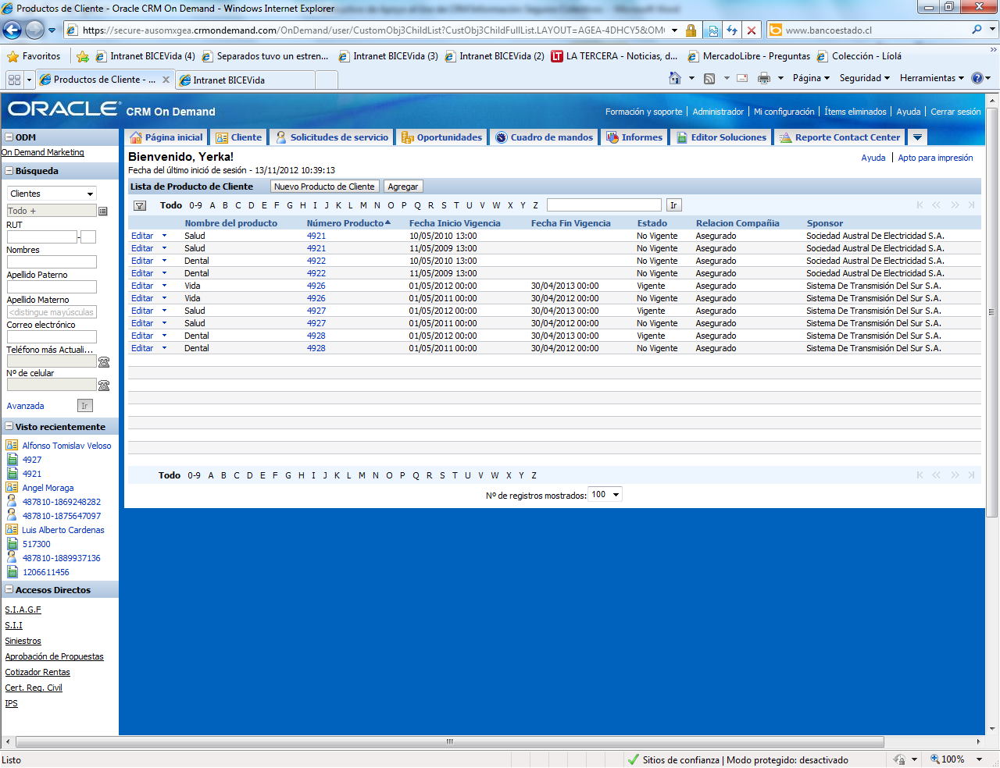 Productos de Cliente - Oracle CRM On Demand - Windows Internet Explorer
https://secure-ausomxgea.crmondemand.com/OnDemand/user/CustomObj3ChildList?CustObj3ChildFullList.LAYOUT=AGEA-4DHCY5&OM
www.bancoestado.cl
Favoritos
Intranet BICEVida (4)
Separados tuvo un estren...
Intranet BICEVida (3)
Intranet BICEVida (2)
LT LA TERCERA - Noticias, d...
MercadoLibre - Preguntas
Colección - Líolá
Productos de Cliente - ...
Intranet BICEVida
Página Seguridad Herramientas
ORACLE CRM On Demand
Formación y soporte | Administrador | Mi configuración | Ítems eliminados | Ayuda | Cerrar sesión
Página inicial Cliente Solicitudes de servicio Oportunidades Cuadro de mandos Informes Editor Soluciones Reporte Contact Center
ODM
On Demand Marketing
Búsqueda
Clientes
Todo +
RUT
-
Nombres
Apellido Paterno
Apellido Materno
<distingue mayúsculas
Correo electrónico
Teléfono más Actuali...
Nº de celular
Avanzada Ir
Visto recientemente
Alfonso Tomislav Veloso
4927
4921
Angel Moraga
487810-1869248282
487810-1875647097
Luis Alberto Cardenas
517300
487810-1889937136
1206611456
Accesos Directos
S.I.A.G.F
S.I.I
Siniestros
Aprobación de Propuestas
Cotizador Rentas
Cert. Reg. Civil
IPS
Bienvenido, Yerka!
Ayuda | Apto para impresión
Fecha del último inició de sesión - 13/11/2012 10:39:13
Lista de Producto de Cliente Nuevo Producto de Cliente Agregar
Todo 0-9 A B C D E F G H I J K L M N O P Q R S T U V W X Y Z Ir
Nombre del producto Número Producto Fecha Inicio Vigencia Fecha Fin Vigencia Estado Relacion Compañia Sponsor
Editar Salud 4921 10/05/2010 13:00 No Vigente Asegurado Sociedad Austral De Electricidad S.A.
Editar Salud 4921 11/05/2009 13:00 No Vigente Asegurado Sociedad Austral De Electricidad S.A.
Editar Dental 4922 10/05/2010 13:00 No Vigente Asegurado Sociedad Austral De Electricidad S.A.
Editar Dental 4922 11/05/2009 13:00 No Vigente Asegurado Sociedad Austral De Electricidad S.A.
Editar Vida 4926 01/05/2012 00:00 30/04/2013 00:00 Vigente Asegurado Sistema De Transmisión Del Sur S.A.
Editar Vida 4926 01/05/2011 00:00 30/04/2012 00:00 No Vigente Asegurado Sistema De Transmisión Del Sur S.A.
Editar Salud 4927 01/05/2012 00:00 30/04/2013 00:00 Vigente Asegurado Sistema De Transmisión Del Sur S.A.
Editar Salud 4927 01/05/2011 00:00 30/04/2012 00:00 No Vigente Asegurado Sistema De Transmisión Del Sur S.A.
Editar Dental 4928 01/05/2012 00:00 30/04/2013 00:00 Vigente Asegurado Sistema De Transmisión Del Sur S.A.
Editar Dental 4928 01/05/2011 00:00 30/04/2012 00:00 No Vigente Asegurado Sistema De Transmisión Del Sur S.A.
Todo 0-9 A B C D E F G H I J K L M N O P Q R S T U V W X Y Z
Nº de registros mostrados: 100
Listo
Sitios de confianza | Modo protegido: desactivado
100%